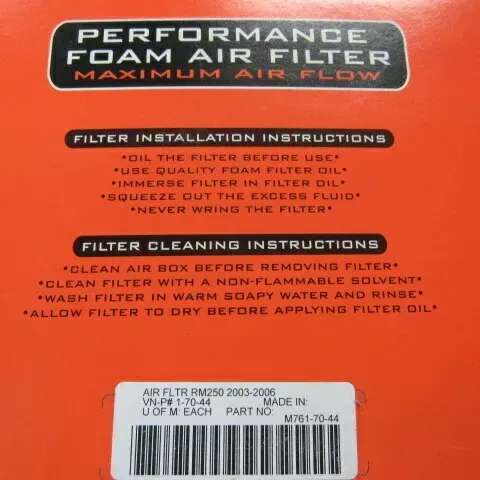 PERFORMANCE
FOAM AIR FILTER
MAXIMUM AIR FLOW
FILTER INSTALLATION INSTRUCTIONS
•OIL THE FILTER BEFORE USE•
•USE QUALITY FOAM FILTER OIL•
•IMMERSE FILTER IN FILTER OIL•
•SQUEEZE OUT THE EXCESS FLUID•
•NEVER WRING THE FILTER•
FILTER CLEANING INSTRUCTIONS
•CLEAN AIR BOX BEFORE REMOVING FILTER•
•CLEAN FILTER WITH A NON-FLAMMABLE SOLVENT•
•WASH FILTER IN WARM SOAPY WATER AND RINSE•
•ALLOW FILTER TO DRY BEFORE APPLYING FILTER OIL•
AIR FLTR RM250 2003-2006
VN-P# 1-70-44 MADE IN:
U OF M: EACH PART NO: M761-70-44